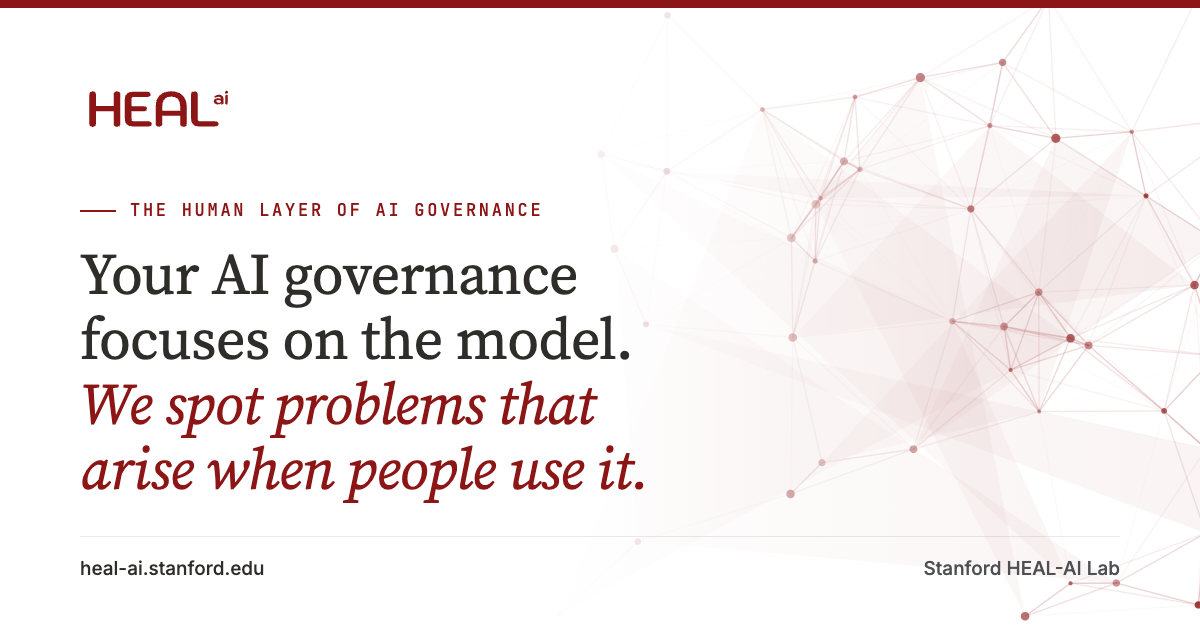 HEAL ai
THE HUMAN LAYER OF AI GOVERNANCE
Your AI governance
focuses on the model.
We spot problems that
arise when people use it.
heal-ai.stanford.edu
Stanford HEAL-AI Lab